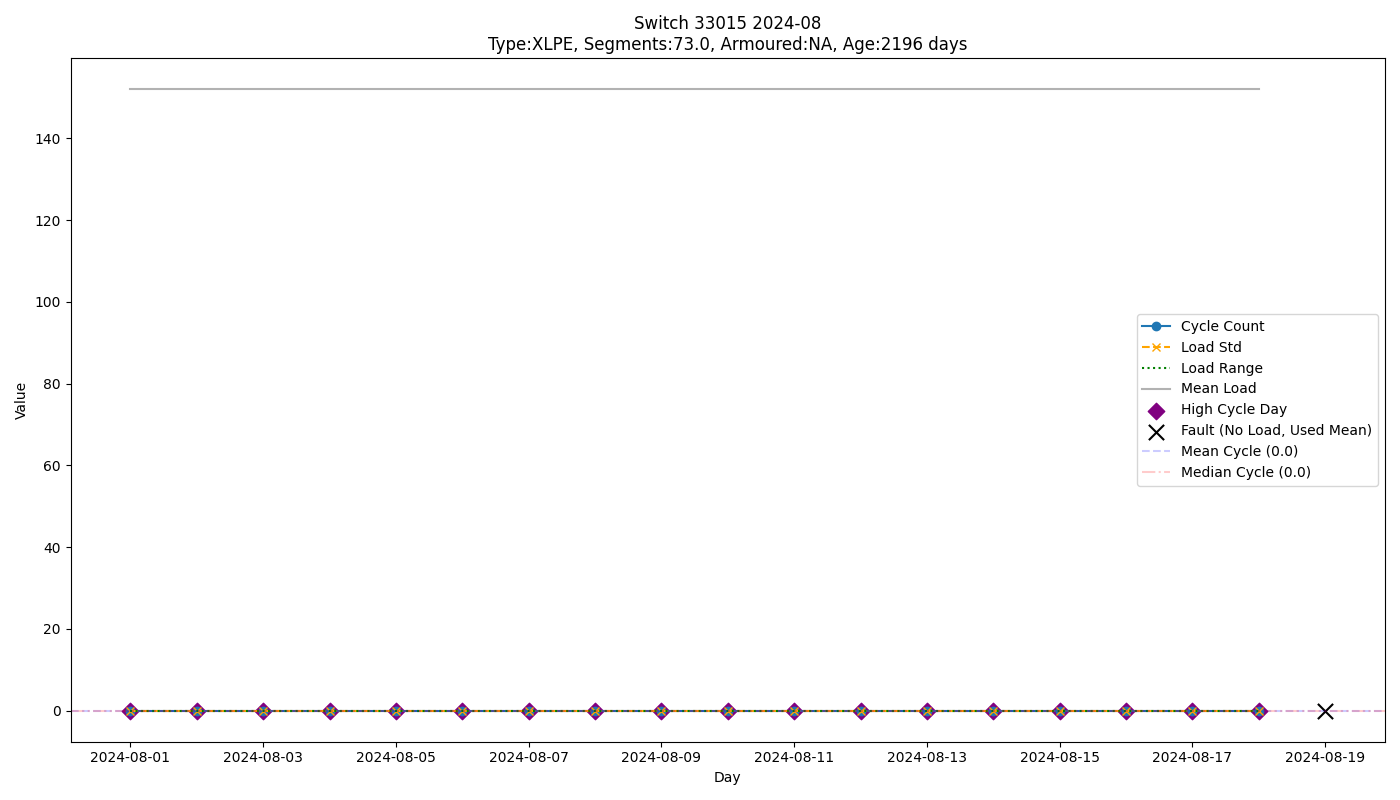 Switch 33015 2024-08
Type:XLPE, Segments:73.0, Armoured:NA, Age:2196 days
Value
140
120
100
80
60
40
20
0
Cycle Count
Load Std
Load Range
Mean Load
High Cycle Day
Fault (No Load, Used Mean)
Mean Cycle (0.0)
Median Cycle (0.0)
2024-08-01 2024-08-03 2024-08-05 2024-08-07 2024-08-09 2024-08-11 2024-08-13 2024-08-15 2024-08-17 2024-08-19
Day